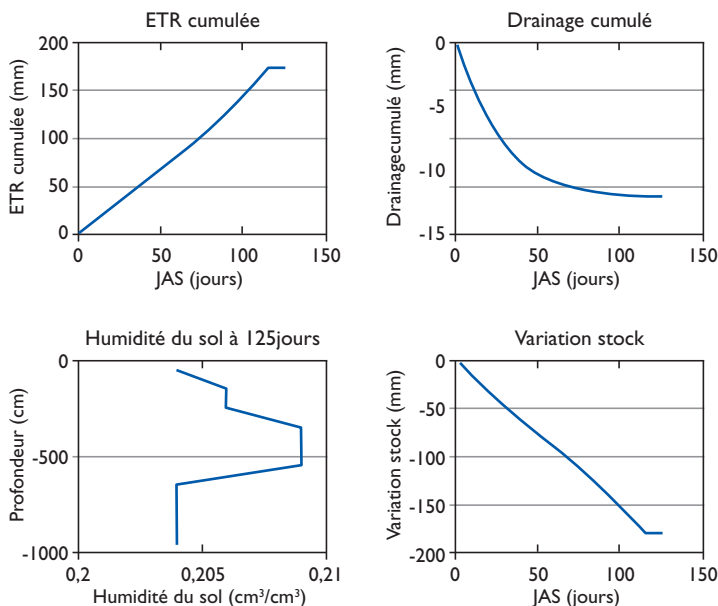 ETR cumulée
200
150
100
50
0
ETR cumulée (mm)
0 50 100 150
JAS (jours)
Drainage cumulé
0
-5
-10
-15
Drainagecumulé (mm)
0 50 100 150
JAS (jours)
Humidité du sol à 125jours
0
-500
-1000
Profondeur (cm)
0,2 0,205 0,21
Humidité du sol (cm³/cm³)
Variation stock
0
-50
-100
-150
-200
Variation stock (mm)
0 50 100 150
JAS (jours)